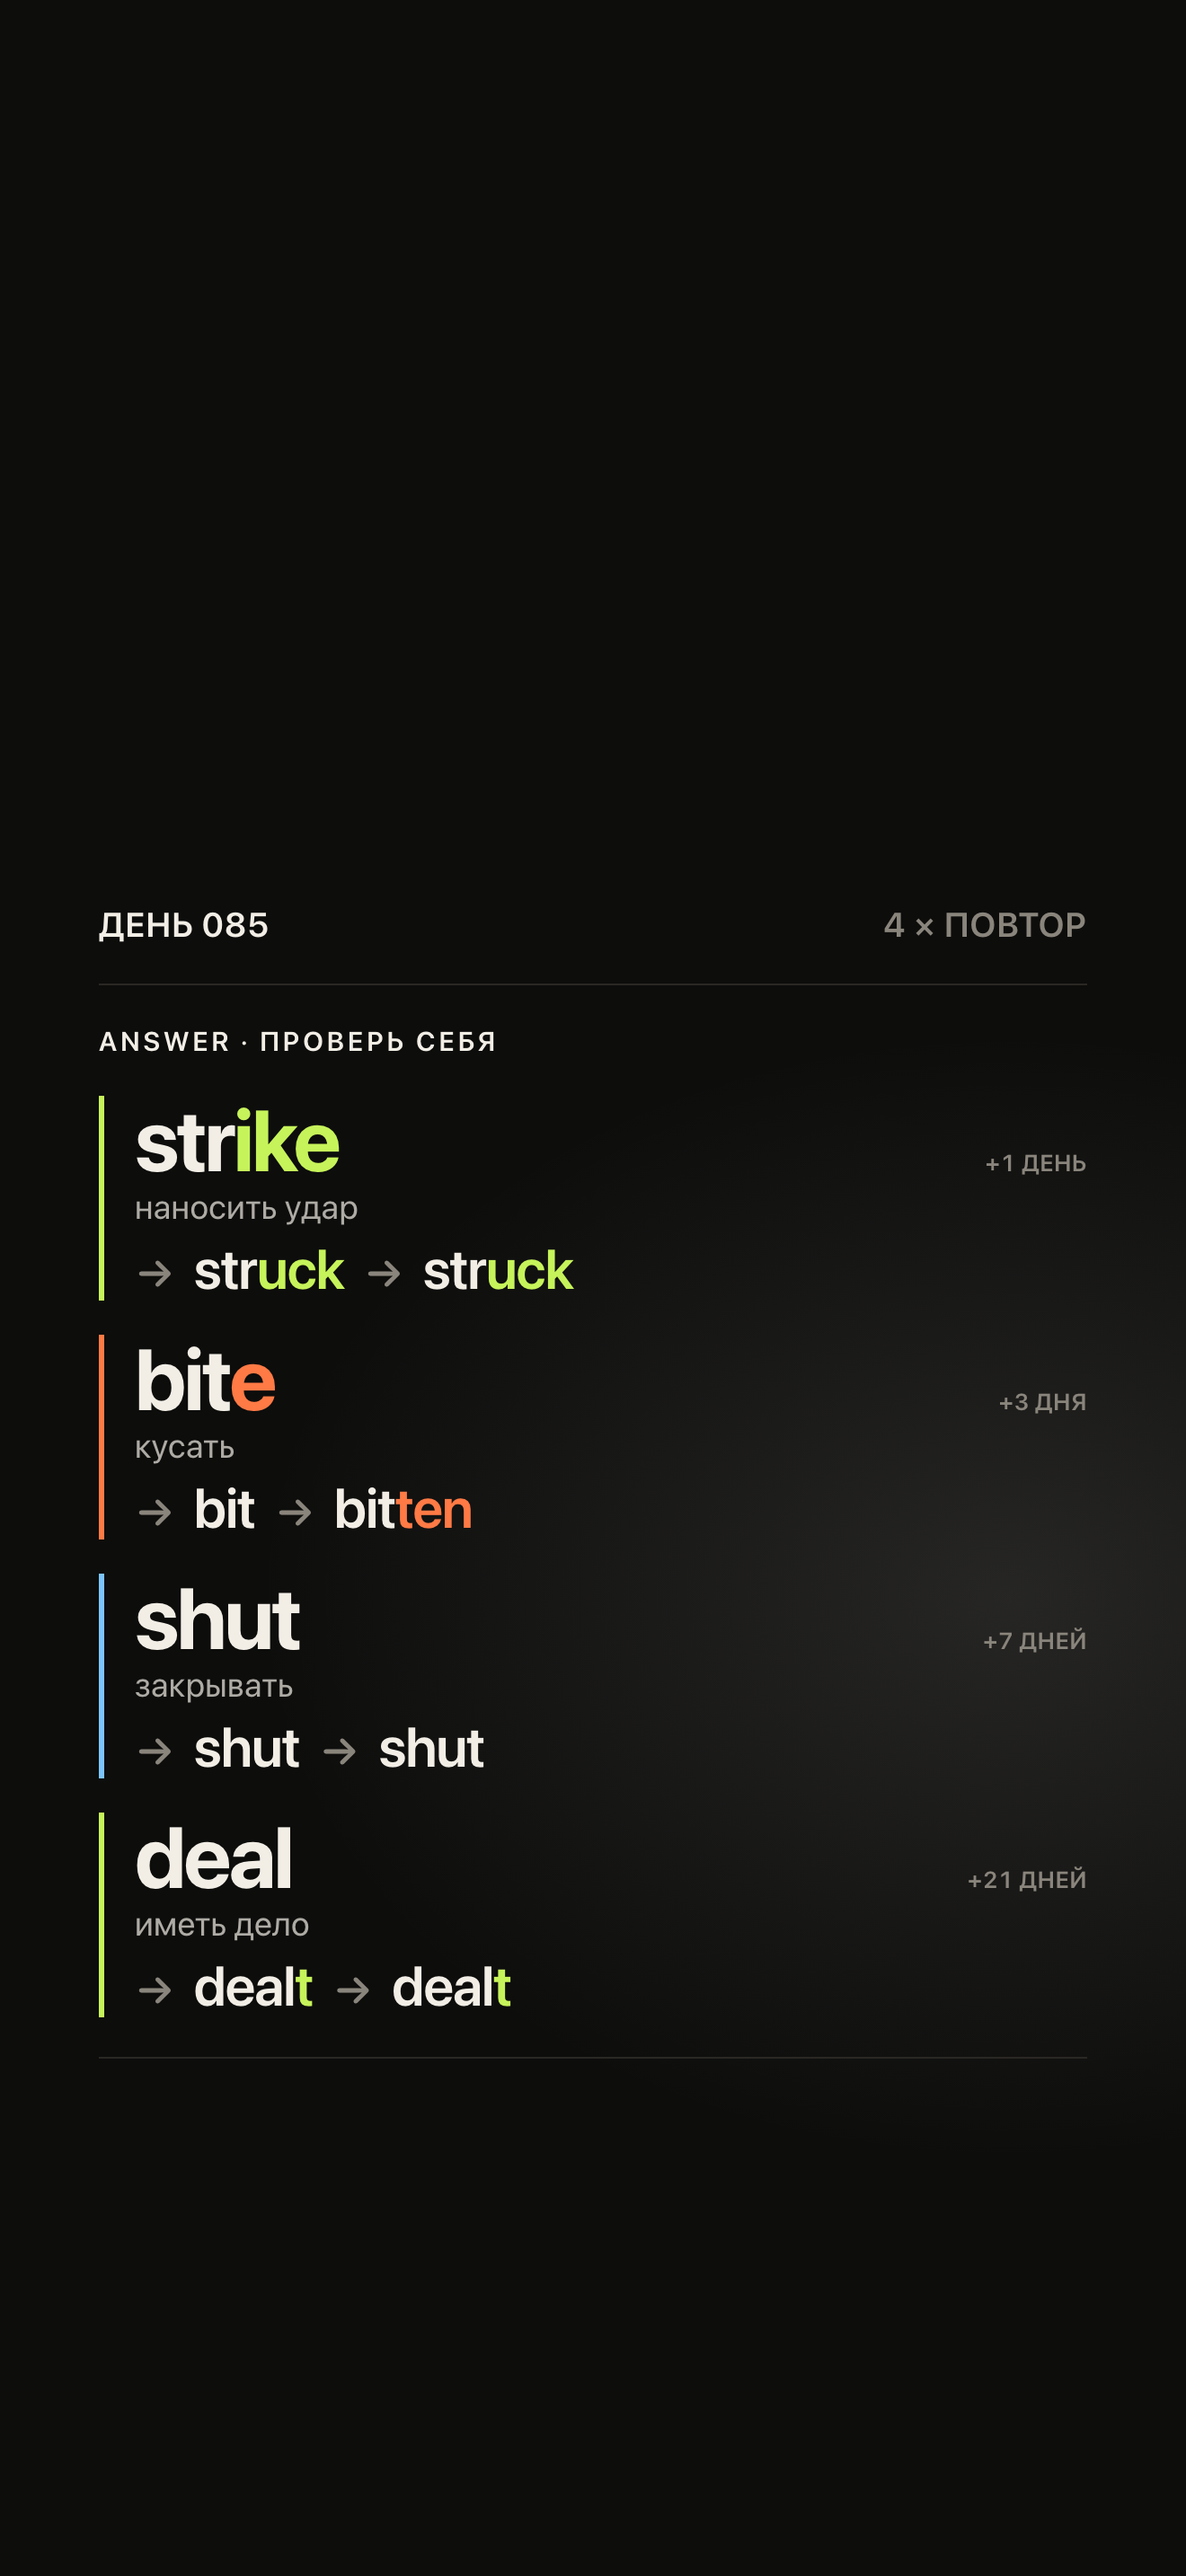 ДЕНЬ 085
4 × ПОВТОР
ANSWER · ПРОВЕРЬ СЕБЯ
strike
+1 ДЕНЬ
наносить удар
→ struck → struck
bite
+3 ДНЯ
кусать
→ bit → bitten
shut
+7 ДНЕЙ
закрывать
→ shut → shut
deal
+21 ДНЕЙ
иметь дело
→ dealt → dealt